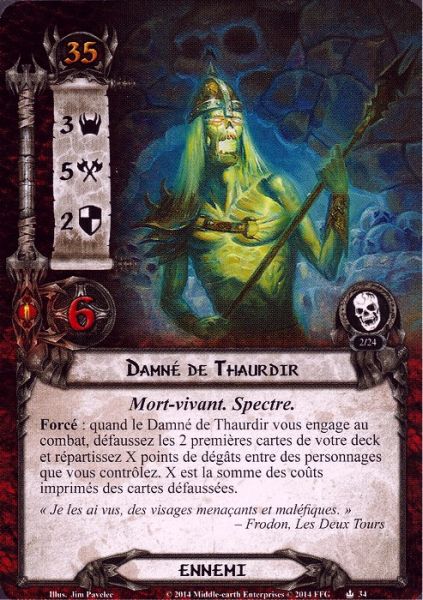 35
3
5
2
6
2/24
Damné de Thaurdir
Mort-vivant. Spectre.
Forcé : quand le Damné de Thaurdir vous engage au
combat, défaussez les 2 premières cartes de votre deck
et répartissez X points de dégâts entre des personnages
que vous contrôlez. X est la somme des coûts
imprimés des cartes défaussées.
« Je les ai vus, des visages menaçants et maléfiques. »
– Frodon, Les Deux Tours
ENNEMI
Illus. Jim Pavelec © 2014 Middle-earth Enterprises © 2014 FFG 34